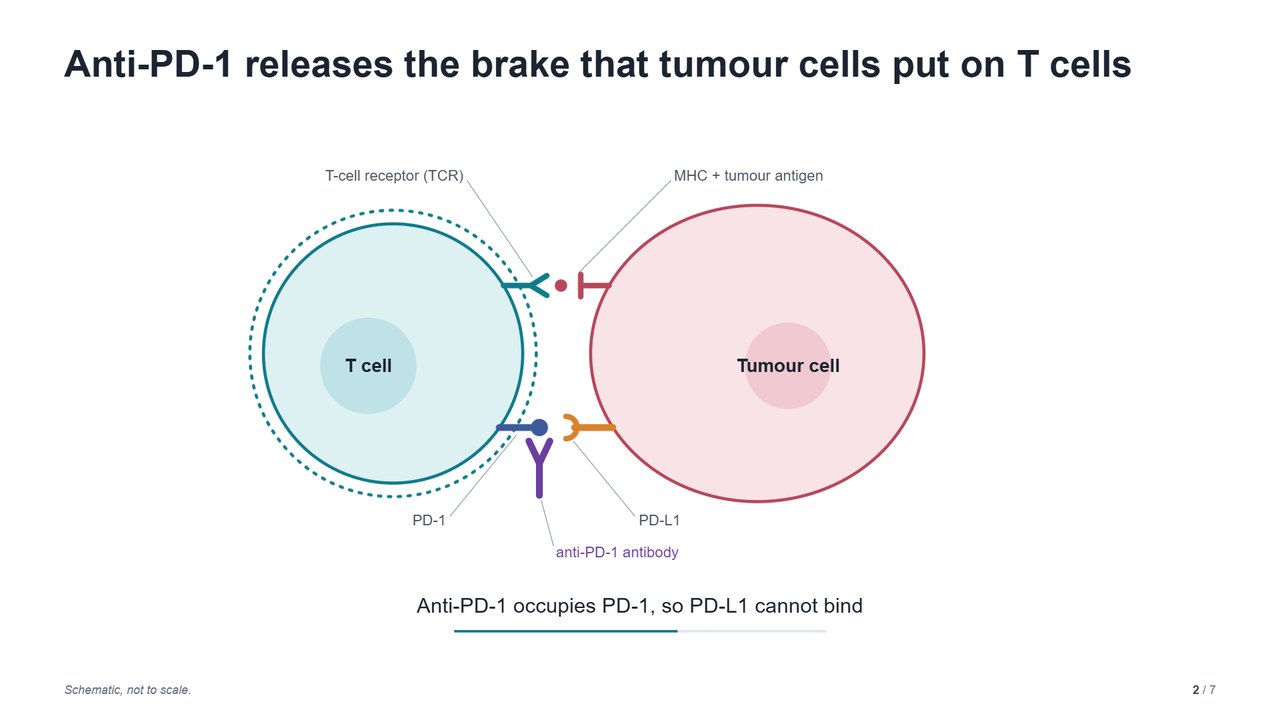 Anti-PD-1 releases the brake that tumour cells put on T cells
T-cell receptor (TCR)
MHC + tumour antigen
T cell
Tumour cell
PD-1
PD-L1
anti-PD-1 antibody
Anti-PD-1 occupies PD-1, so PD-L1 cannot bind
Schematic, not to scale.
2 / 7